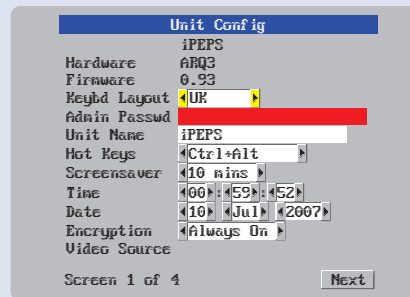 Unit Config
iPEPS
Hardware ARQ3
Firmware 0.93
Keybd Layout UK
Admin Passwd
Unit Name iPEPS
Hot Keys Ctrl+Alt
Screensaver 10 mins
Time 00 : 59 : 52
Date 10 Jul 2007
Encryption Always On
Video Source
Screen 1 of 4 Next